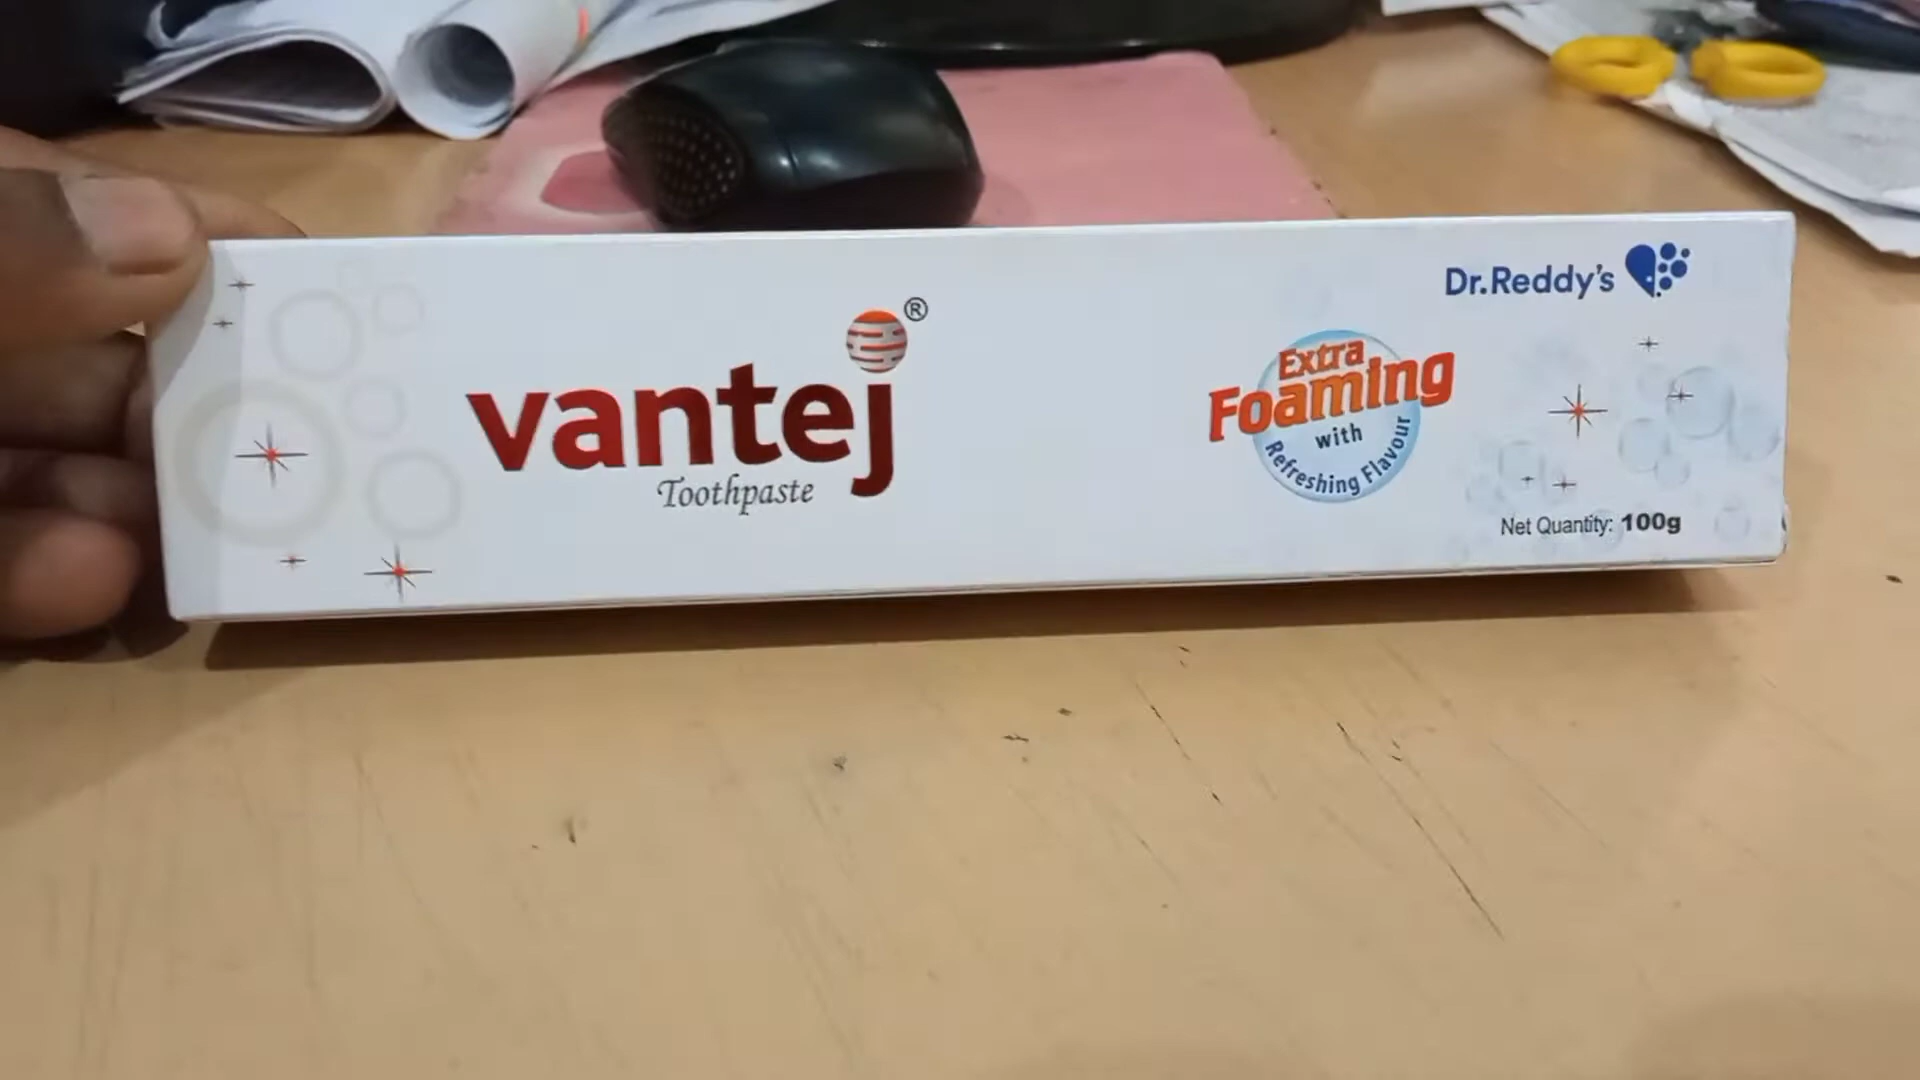 vantej®
Toothpaste
Extra
Foaming
with
Refreshing Flavour
Dr.Reddy's
Net Quantity: 100g